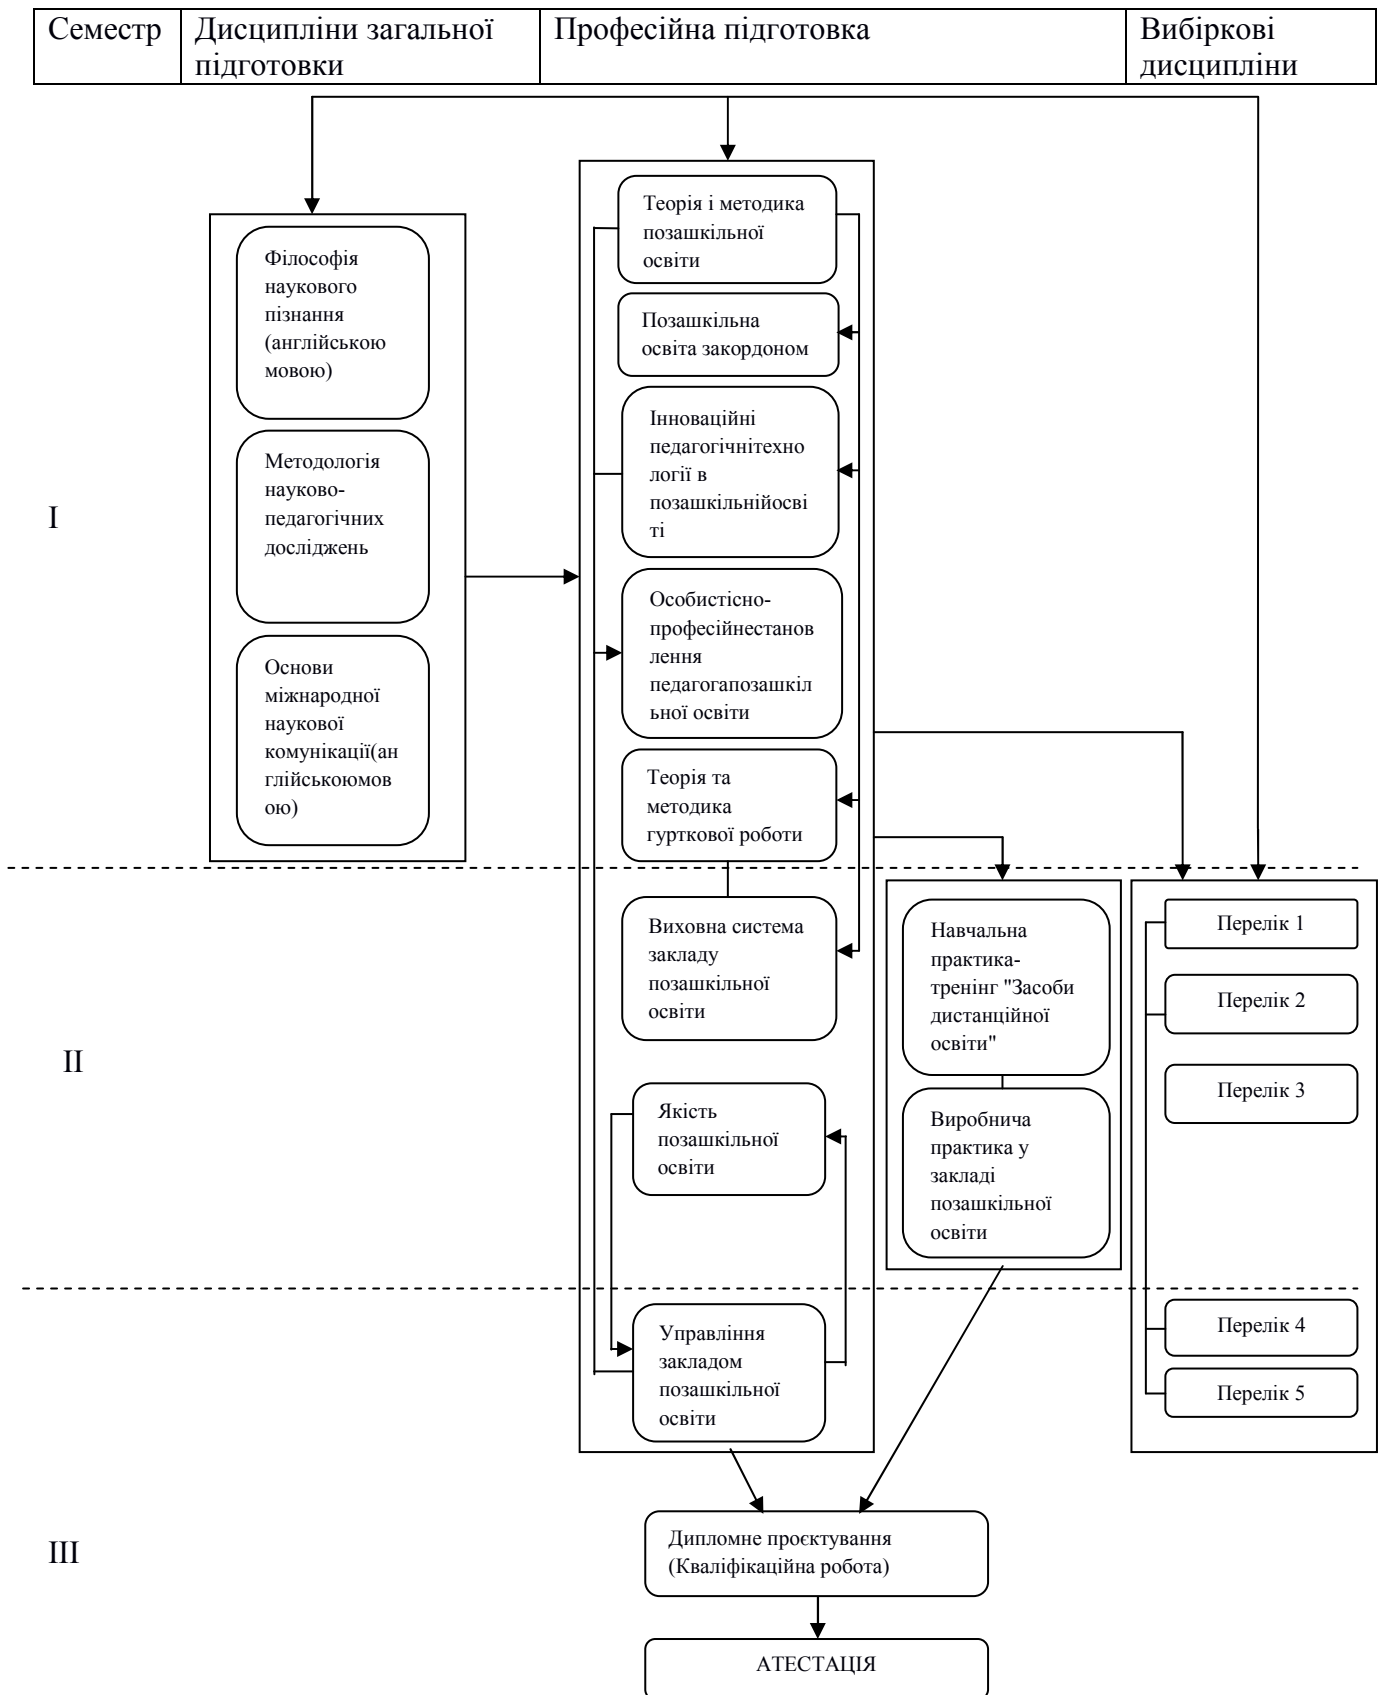 Семестр
Дисципліни загальної
підготовки
Професійна підготовка
Вибіркові
дисципліни
I
Філософія
наукового
пізнання
(англійською
мовою)
Методологія
науково-
педагогічних
досліджень
Основи
міжнародної
наукової
комунікації(ан
глійськоюмов
ою)
Теорія і методика
позашкільної
освіти
Позашкільна
освіта закордоном
Інноваційні
педагогічнітехно
логії в
позашкільнійосві
ті
Особистісно-
професійнестанов
лення
педагогапозашкіл
ьної освіти
Теорія та
методика
гурткової роботи
II
Виховна система
закладу
позашкільної
освіти
Якість
позашкільної
освіти
Навчальна
практика-
тренінг "Засоби
дистанційної
освіти"
Виробнича
практика у
закладі
позашкільної
освіти
Перелік 1
Перелік 2
Перелік 3
III
Управління
закладом
позашкільної
освіти
Перелік 4
Перелік 5
Дипломне проєктування
(Кваліфікаційна робота)
АТЕСТАЦІЯ